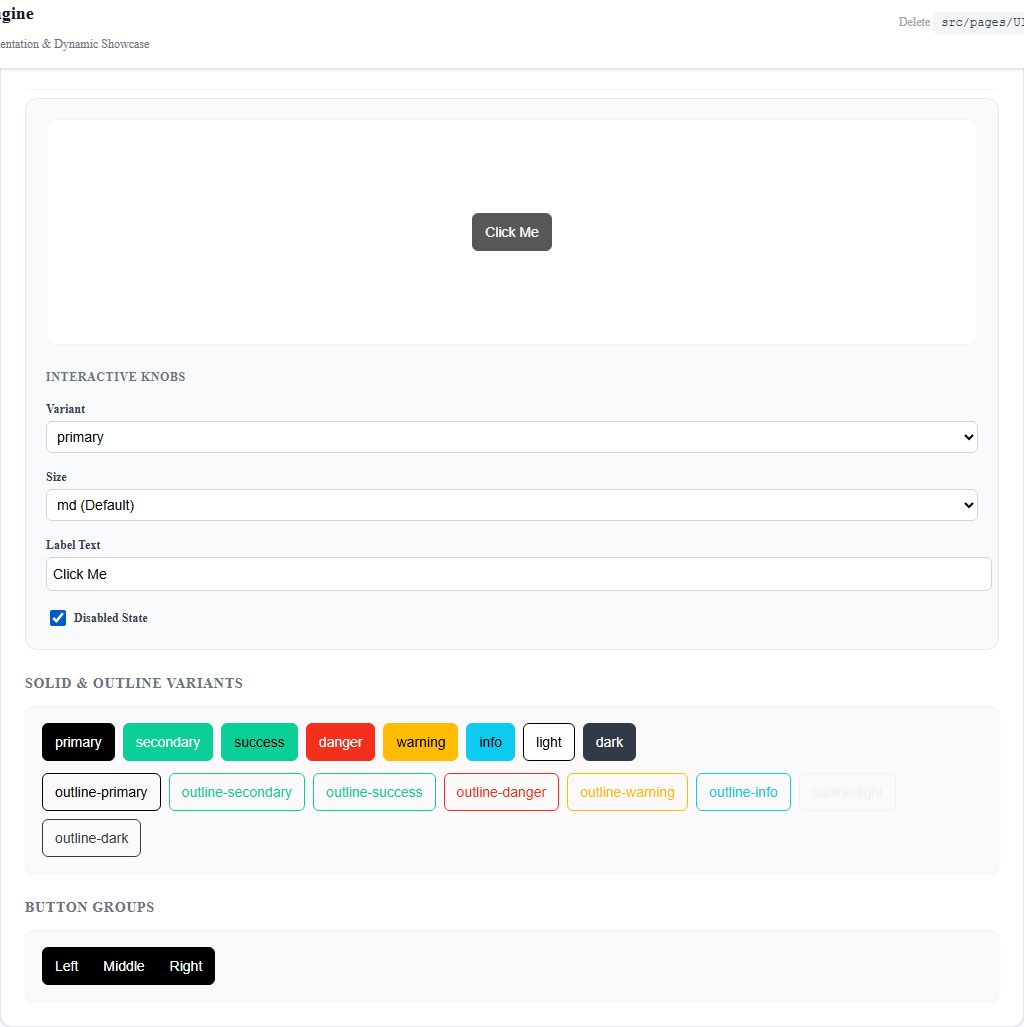 gine
Delete src/pages/UI
entation & Dynamic Showcase
Click Me
INTERACTIVE KNOBS
Variant
primary
Size
md (Default)
Label Text
Click Me
Disabled State
SOLID & OUTLINE VARIANTS
primary secondary success danger warning info light dark
outline-primary outline-secondary outline-success outline-danger outline-warning outline-info outline-light
outline-dark
BUTTON GROUPS
Left Middle Right